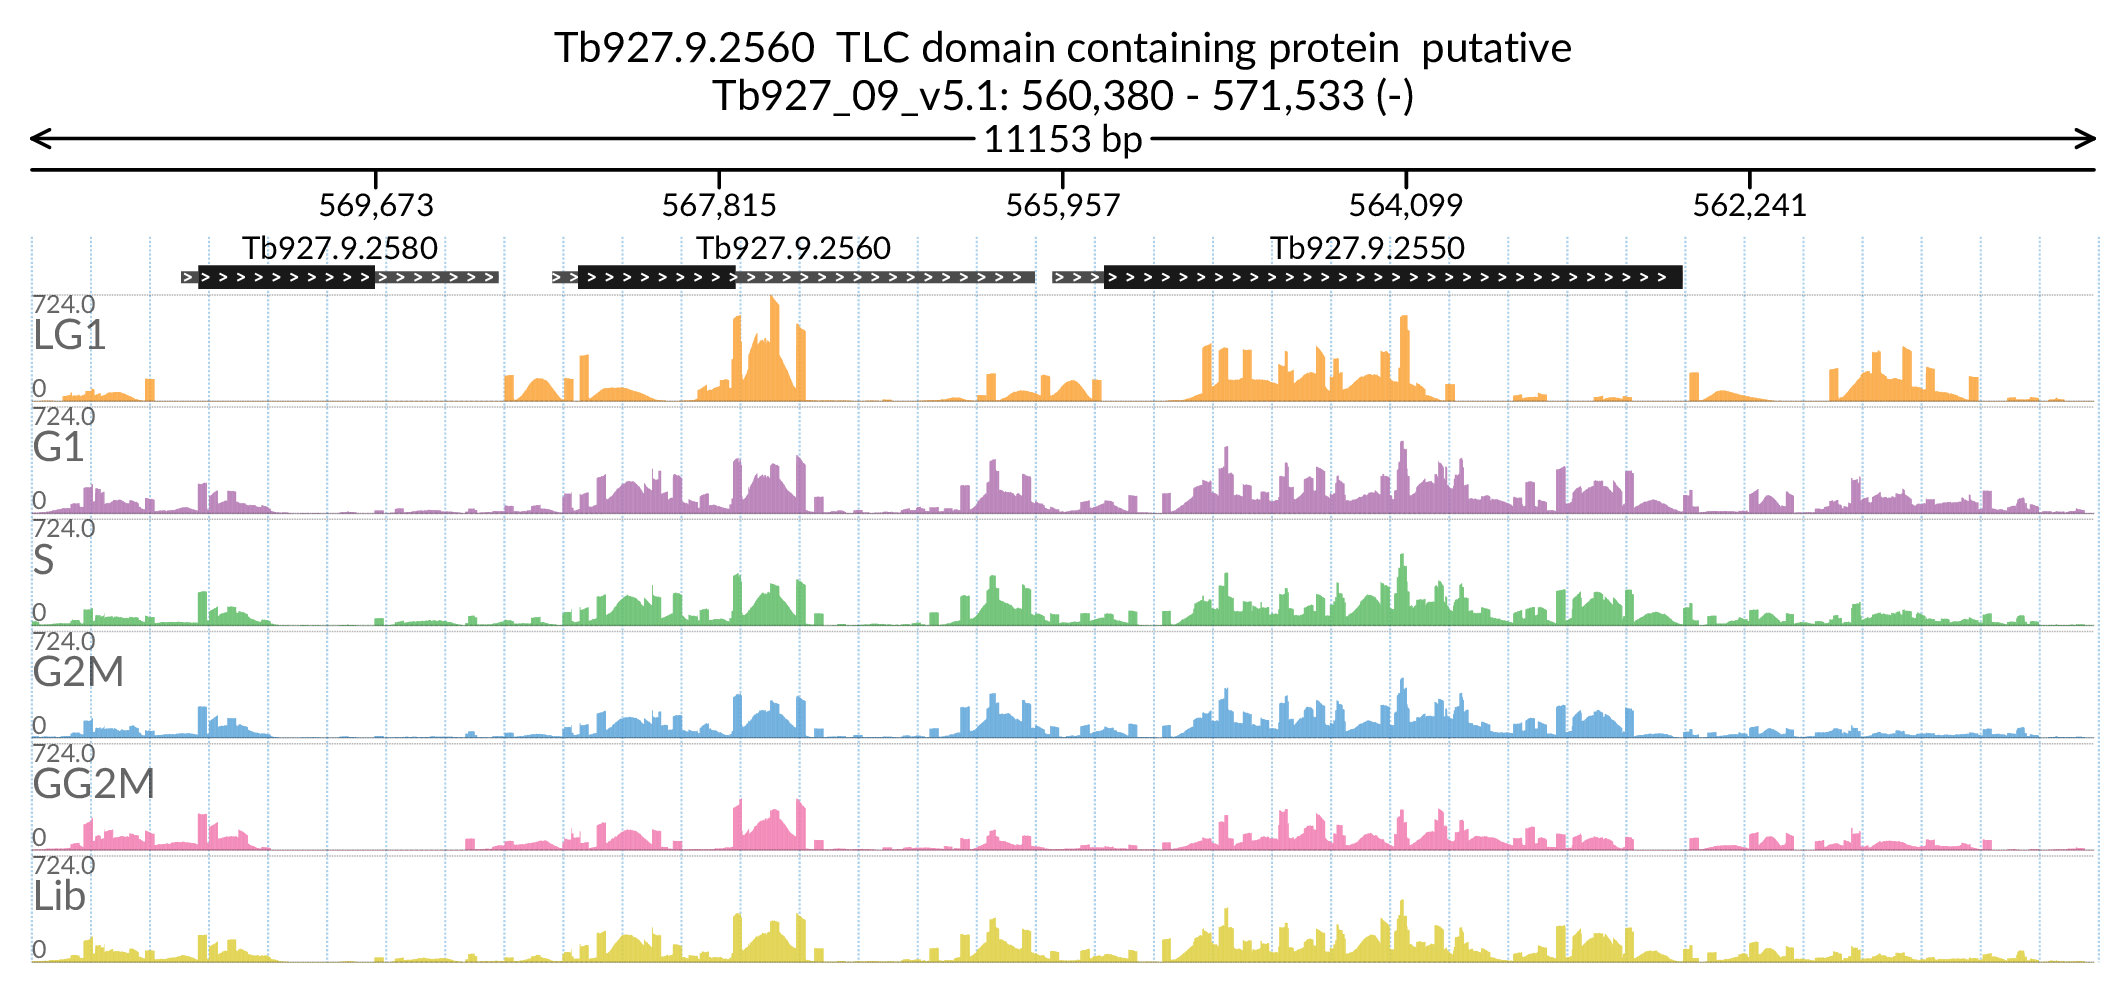 Tb927.9.2560  TLC domain containing protein  putative
Tb927_09_v5.1: 560,380 - 571,533 (-)
11153 bp
569,673 567,815 565,957 564,099 562,241
Tb927.9.2580 Tb927.9.2560 Tb927.9.2550
724.0
LG1
0
724.0
G1
0
724.0
S
0
724.0
G2M
0
724.0
GG2M
0
724.0
Lib
0